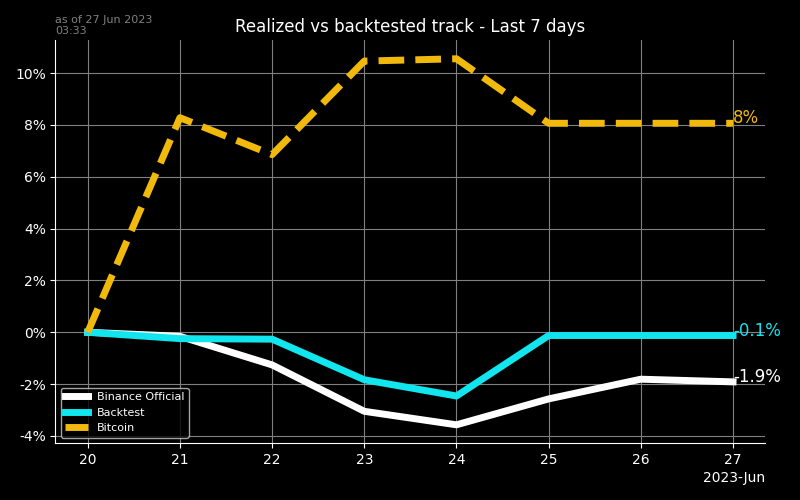 as of 27 Jun 2023
03:33
Realized vs backtested track - Last 7 days
10%
8%
6%
4%
2%
0%
-2%
-4%
8%
-0.1%
-1.9%
Binance Official
Backtest
Bitcoin
20 21 22 23 24 25 26 27
2023-Jun